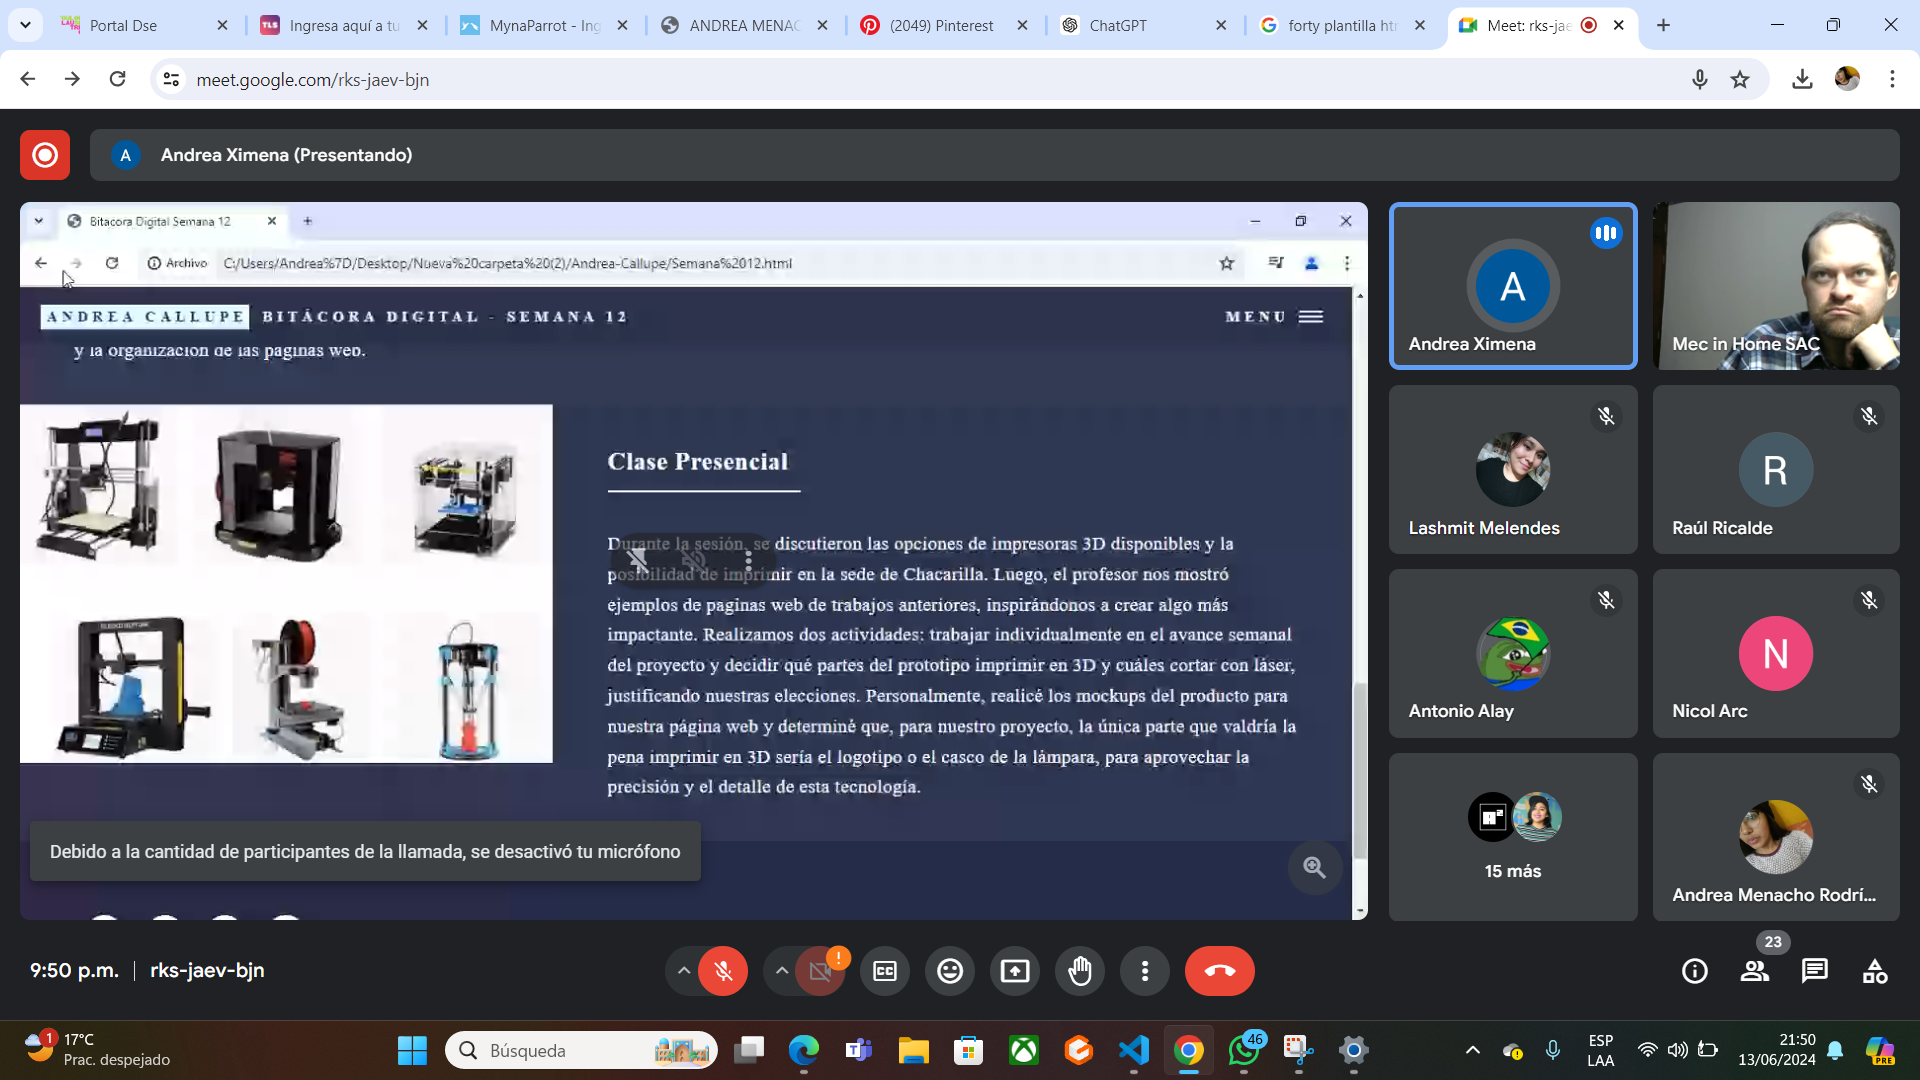 Portal Dse
Ingresa aquí a tu
MynaParrot - Ing
ANDREA MENAC
(2049) Pinterest
ChatGPT
forty plantilla htm
Meet: rks-jae
meet.google.com/rks-jaev-bjn
A
Andrea Ximena (Presentando)
Bitacora Digital Semana 12
Archivo
C:/Users/Andrea%7D/Desktop/Nueva%20carpeta%20(2)/Andrea-Callupe/Semana%2012.html
ANDREA CALLUPE BITÁCORA DIGITAL - SEMANA 12
MENU
y la organización de las paginas web.
Clase Presencial
Durante la sesión, se discutieron las opciones de impresoras 3D disponibles y la
posibilidad de imprimir en la sede de Chacarilla. Luego, el profesor nos mostró
ejemplos de paginas web de trabajos anteriores, inspirándonos a crear algo más
impactante. Realizamos dos actividades: trabajar individualmente en el avance semanal
del proyecto y decidir qué partes del prototipo imprimir en 3D y cuáles cortar con láser,
justificando nuestras elecciones. Personalmente, realicé los mockups del producto para
nuestra página web y determiné que, para nuestro proyecto, la única parte que valdría la
pena imprimir en 3D sería el logotipo o el casco de la lámpara, para aprovechar la
precisión y el detalle de esta tecnología.
Debido a la cantidad de participantes de la llamada, se desactivó tu micrófono
A
Andrea Ximena
Mec in Home SAC
Lashmit Melendes
R
Raúl Ricalde
Antonio Alay
N
Nicol Arc
15 más
Andrea Menacho Rodrí...
9:50 p.m.
rks-jaev-bjn
23
1
17°C
Prac. despejado
Búsqueda
46
ESP
LAA
21:50
13/06/2024
PRE